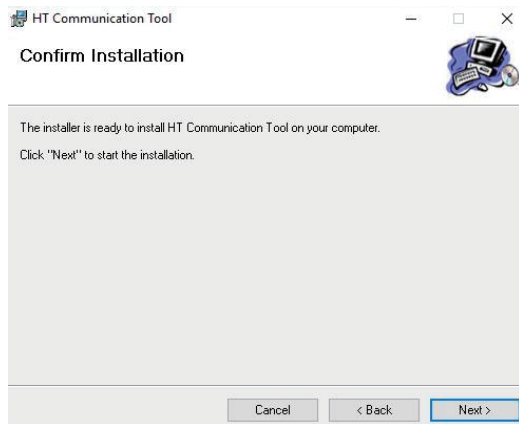 HT Communication Tool
Confirm Installation
The installer is ready to install HT Communication Tool on your computer.
Click "Next" to start the installation.
Cancel
< Back
Next >